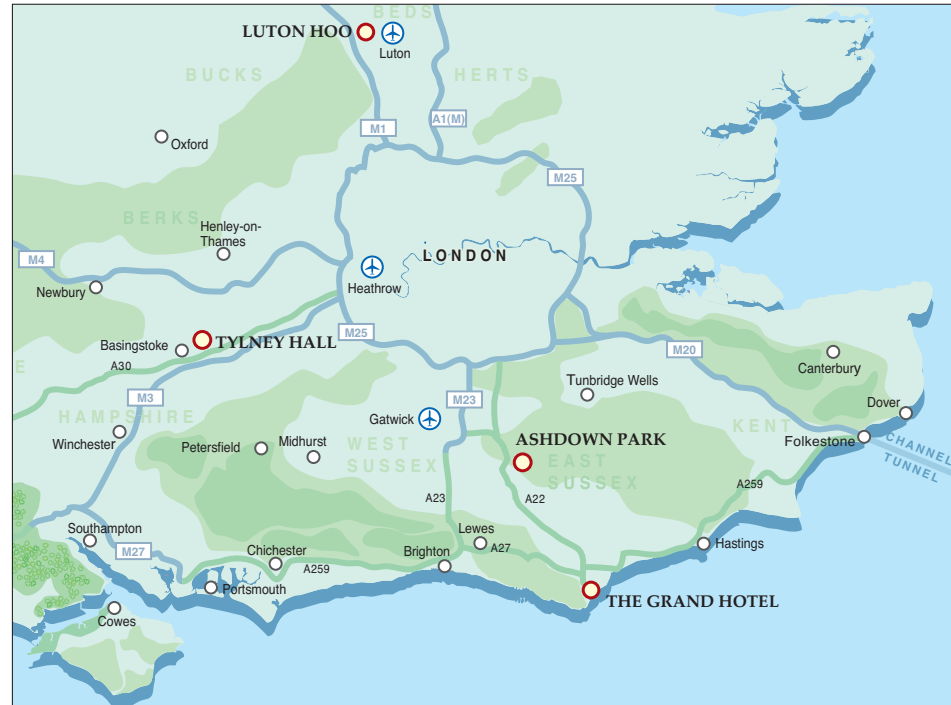 BEDS
LUTON HOO
Luton
BUCKS
HERTS
A1(M)
M1
Oxford
M25
BERKS
Henley-on-
Thames
LONDON
M4
Heathrow
Newbury
M25
TYLNEY HALL
Basingstoke
A30
M20
Canterbury
E
M3
Tunbridge Wells
M23
Dover
HAMPSHIRE
Gatwick
KENT
Winchester
Folkestone
CHANNEL
TUNNEL
Petersfield
Midhurst
WEST
SUSSEX
ASHDOWN PARK
EAST
SUSSEX
A259
A23
A22
Southampton
M27
Lewes
A27
Hastings
Chichester
Brighton
A259
Portsmouth
THE GRAND HOTEL
Cowes